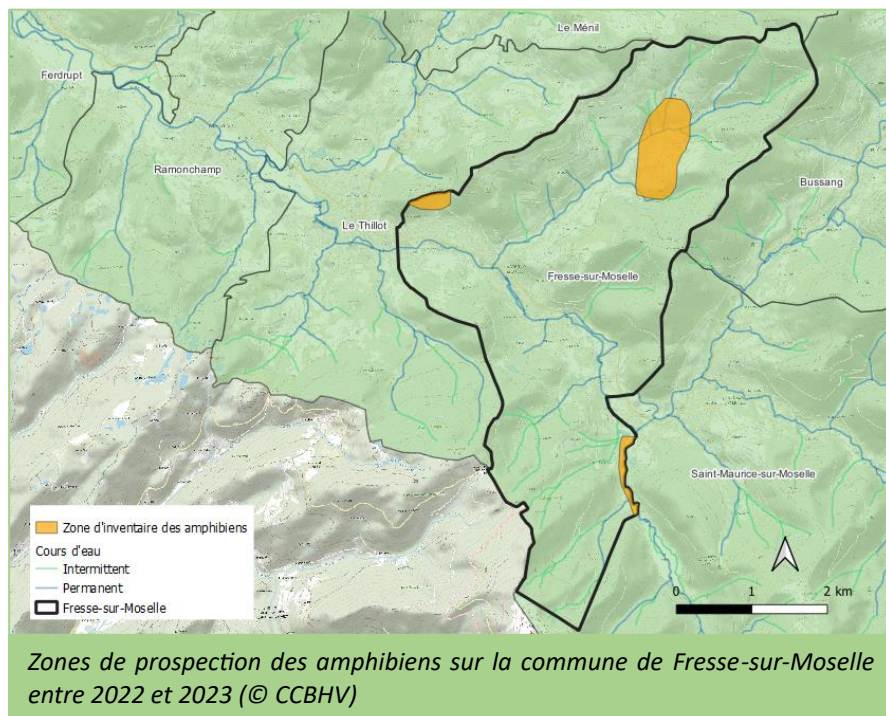 Le Ménil
Ferdrupt
Ramonchamp
Bussang
Le Thillot
Fresse-sur-Moselle
Saint-Maurice-sur-Moselle
Zone d'inventaire des amphibiens
Cours d'eau
Intermittent
Permanent
Fresse-sur-Moselle
0 1 2 km
Zones de prospection des amphibiens sur la commune de Fresse-sur-Moselle
entre 2022 et 2023 (© CCBHV)